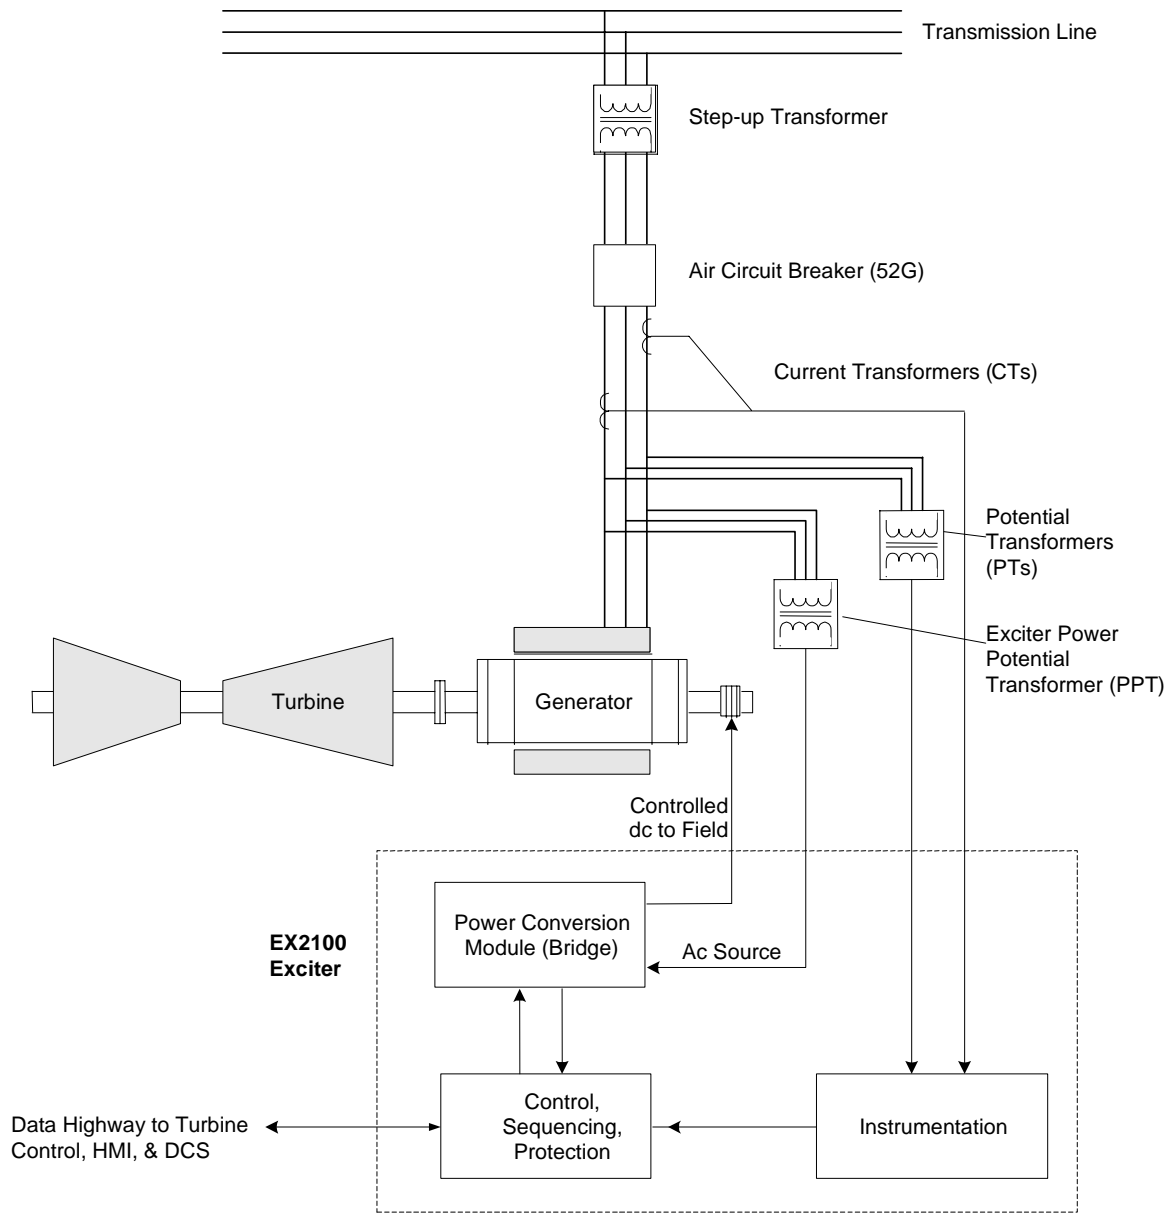 Transmission Line
Step-up Transformer
Air Circuit Breaker (52G)
Current Transformers (CTs)
Potential
Transformers
(PTs)
Exciter Power
Potential
Transformer (PPT)
Turbine
Generator
Controlled
dc to Field
EX2100
Exciter
Power Conversion
Module (Bridge)
Ac Source
Control,
Sequencing,
Protection
Instrumentation
Data Highway to Turbine
Control, HMI, & DCS